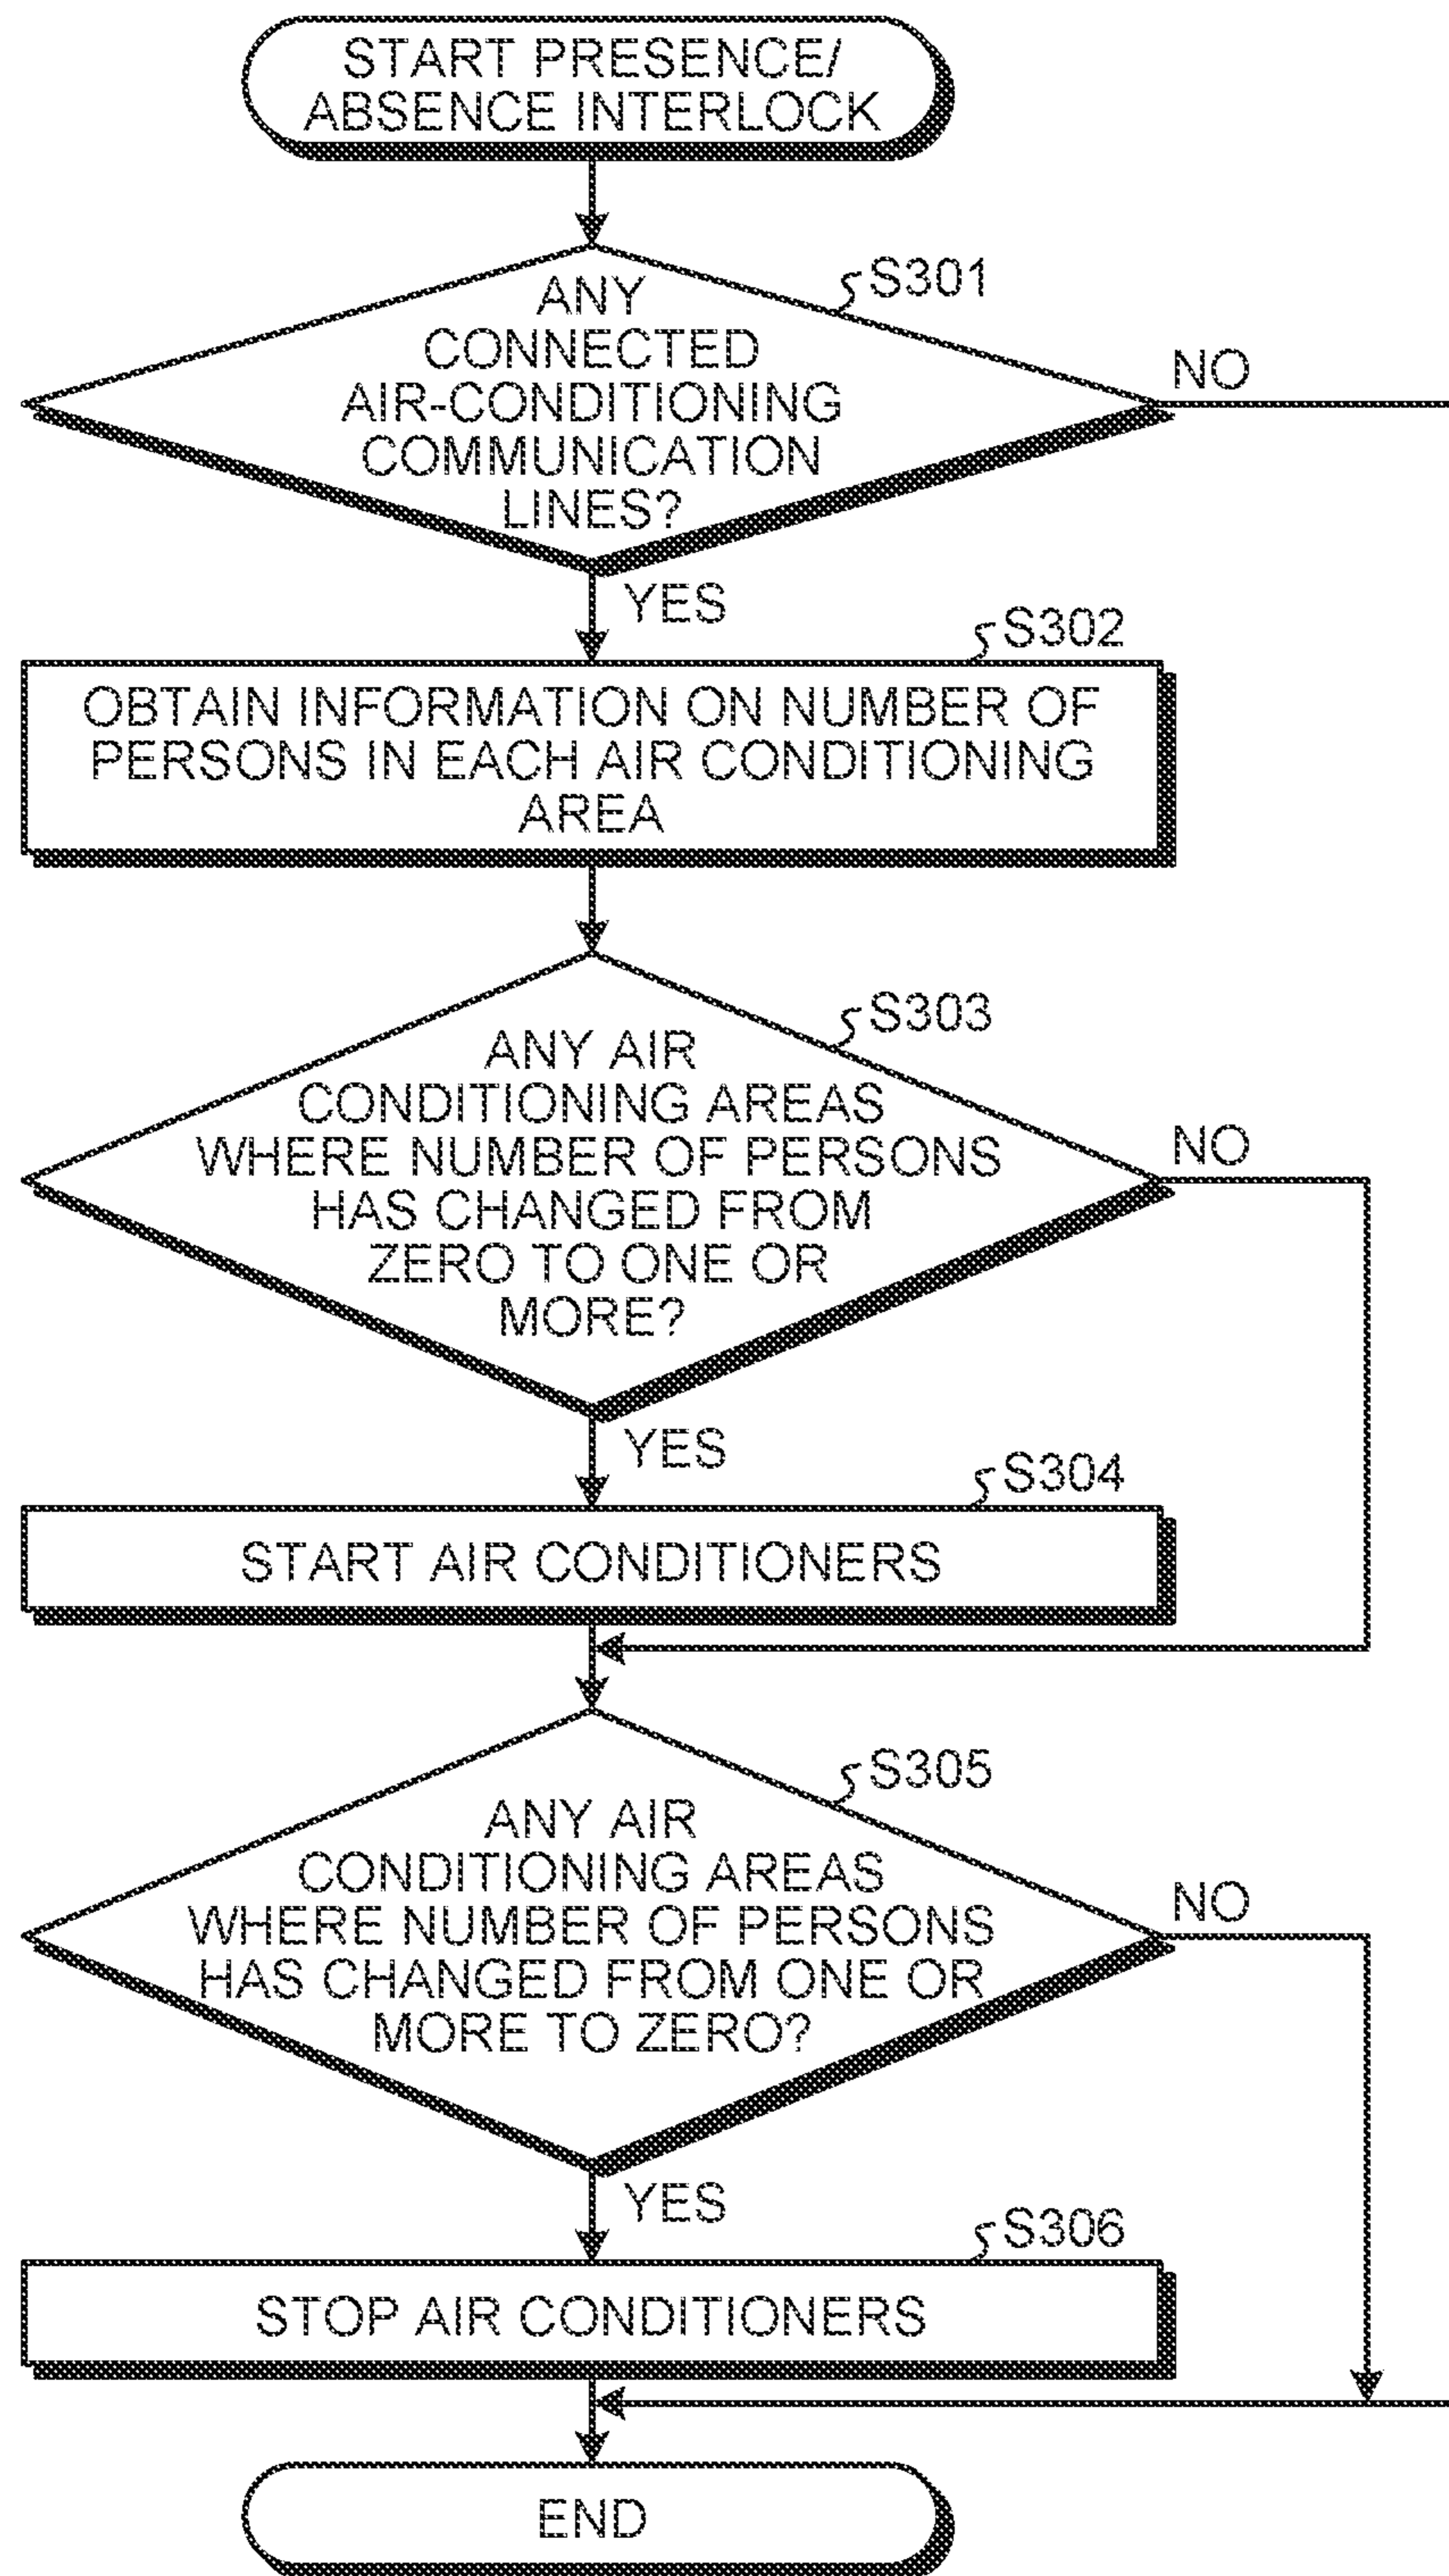 START PRESENCE/
ABSENCE INTERLOCK
S301
ANY
CONNECTED
AIR-CONDITIONING
COMMUNICATION
LINES?
NO
YES
S302
OBTAIN INFORMATION ON NUMBER OF
PERSONS IN EACH AIR CONDITIONING
AREA
S303
ANY AIR
CONDITIONING AREAS
WHERE NUMBER OF PERSONS
HAS CHANGED FROM
ZERO TO ONE OR
MORE?
NO
YES
S304
START AIR CONDITIONERS
S305
ANY AIR
CONDITIONING AREAS
WHERE NUMBER OF PERSONS
HAS CHANGED FROM ONE OR
MORE TO ZERO?
NO
YES
S306
STOP AIR CONDITIONERS
END